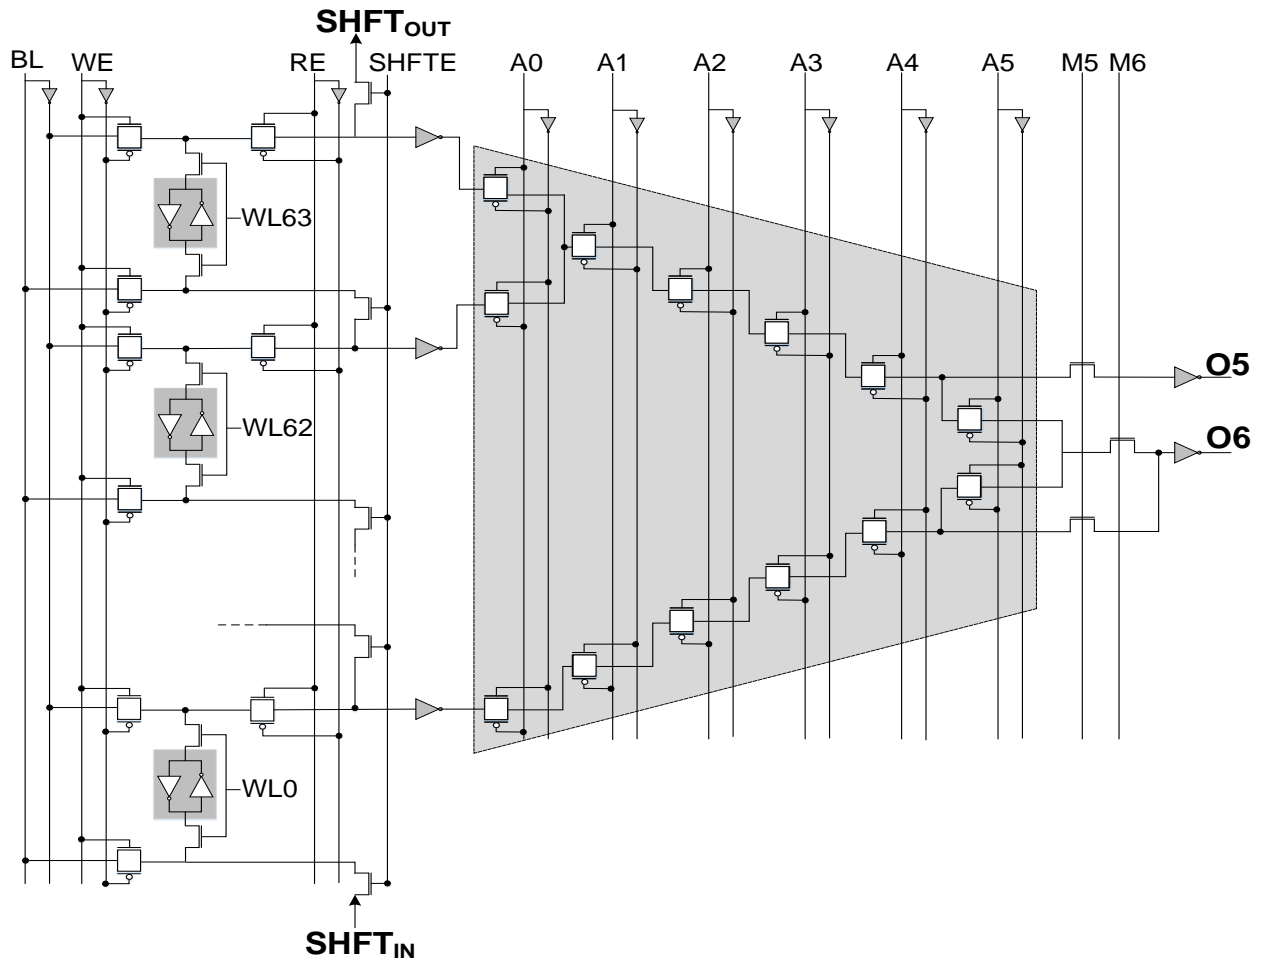 SHFTOUT
BL WE RE SHFTE A0 A1 A2 A3 A4 A5 M5 M6
WL63
O5
WL62
O6
WL0
SHFTIN